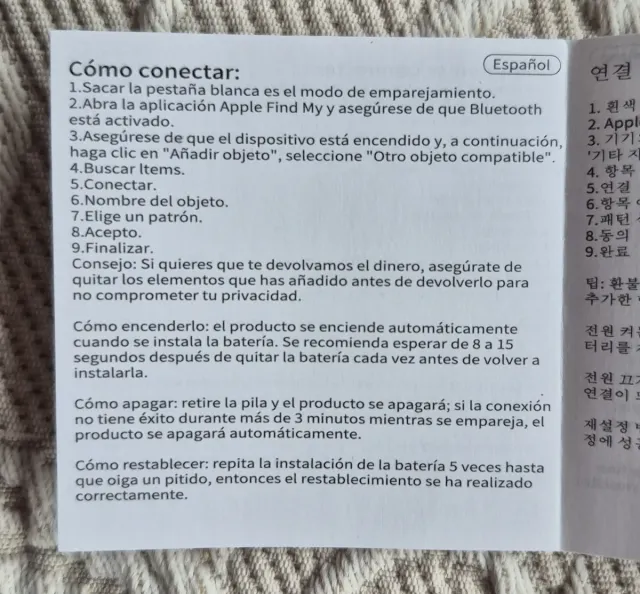 Cómo conectar:
Español
1.Sacar la pestaña blanca es el modo de emparejamiento.
2.Abra la aplicación Apple Find My y asegúrese de que Bluetooth
está activado.
3.Asegúrese de que el dispositivo está encendido y, a continuación,
haga clic en "Añadir objeto", seleccione "Otro objeto compatible".
4.Buscar Items.
5.Conectar.
6.Nombre del objeto.
7.Elige un patrón.
8.Acepto.
9.Finalizar.
Consejo: Si quieres que te devolvamos el dinero, asegúrate de
quitar los elementos que has añadido antes de devolverlo para
no comprometer tu privacidad.
Cómo encenderlo: el producto se enciende automáticamente
cuando se instala la batería. Se recomienda esperar de 8 a 15
segundos después de quitar la batería cada vez antes de volver a
instalarla.
Cómo apagar: retire la pila y el producto se apagará; si la conexión
no tiene éxito durante más de 3 minutos mientras se empareja, el
producto se apagará automáticamente.
Cómo restablecer: repita la instalación de la batería 5 veces hasta
que oiga un pitido, entonces el restablecimiento se ha realizado
correctamente.
연결
1. 흰색
2. Apple
3. 기기
'기타
4. 항목
5.연결
6.항목
7.패턴
8.동의
9.완료
팁: 환불
추가한
전원
터리를
전원
연결이
재설정
정에